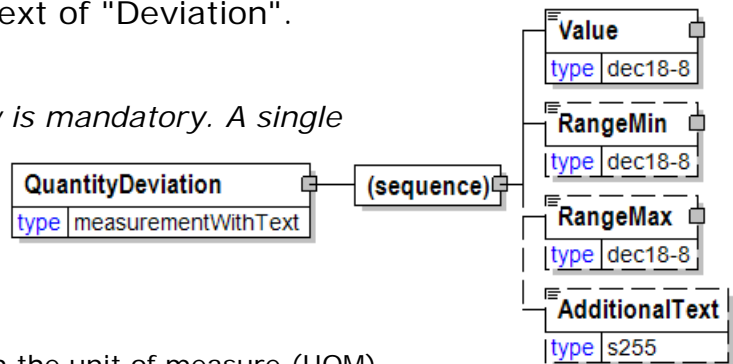 ext of "Deviation".
is mandatory. A single
QuantityDeviation
type measurementWithText
(sequence)
Value
type dec18-8
RangeMin
type dec18-8
RangeMax
type dec18-8
AdditionalText
type s255
the unit of measure (UOM)